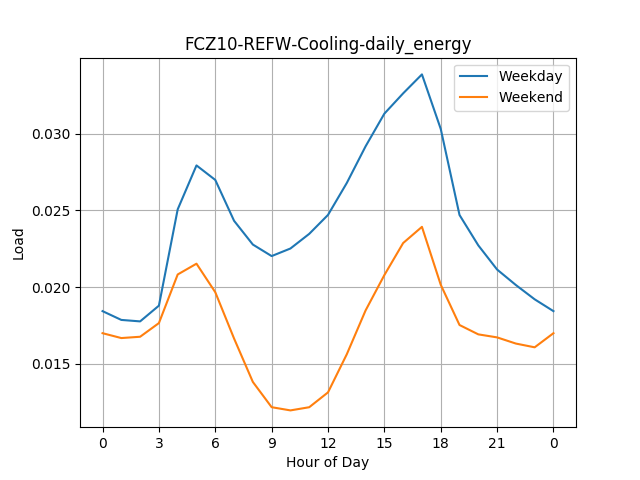 FCZ10-REFW-Cooling-daily_energy
Weekday
Weekend
0.030
0.025
0.020
0.015
Load
0 3 6 9 12 15 18 21 0
Hour of Day